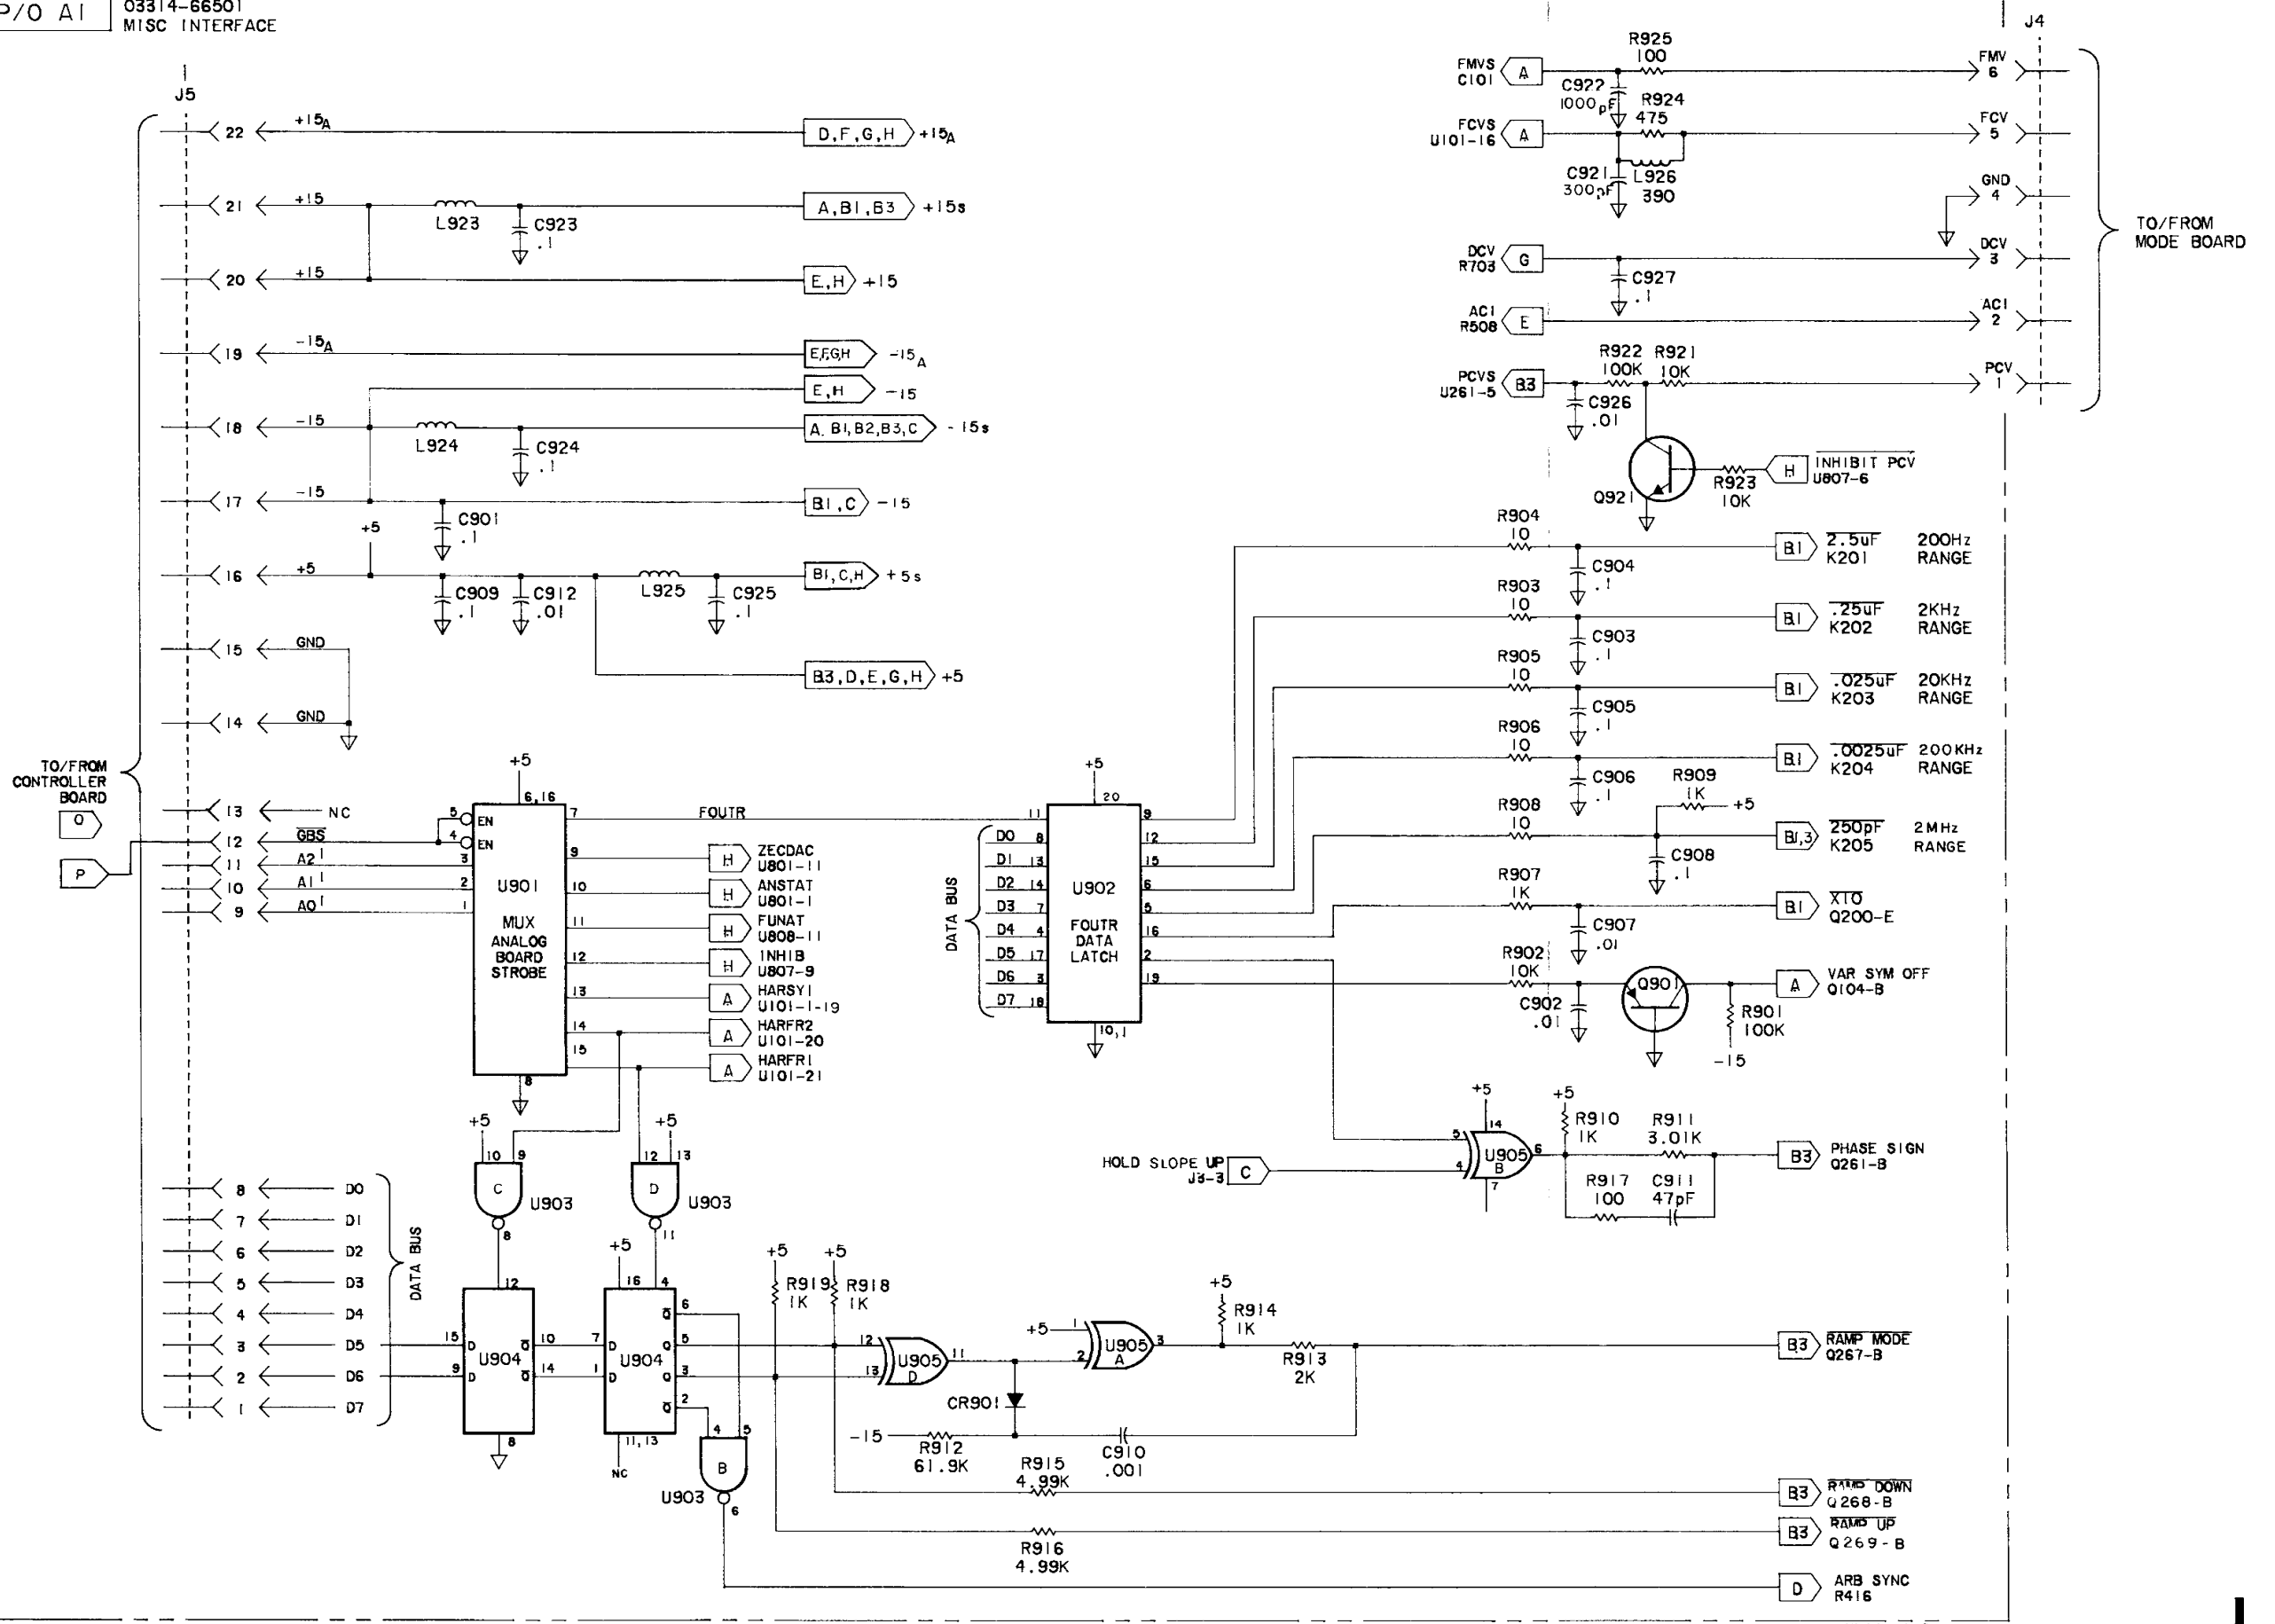 P/O A1
03314-66501
MISC INTERFACE
J5
22 +15A D,F,G,H +15A
21 +15 L923 C923 .1 A,B1,B3 +15s
20 +15 E,H +15
19 -15A E,F,G,H -15A
E,H -15
18 -15 L924 C924 .1 A,B1,B2,B3,C -15s
17 -15 C901 .1 B1,C -15
+5
16 +5 C909 .1 C912 .01 L925 C925 .1 B1,C,H +5s
15 GND
B3,D,E,G,H +5
14 GND
TO/FROM
CONTROLLER
BOARD
Q
P
13 NC
12 GBS
11 A2
10 A1
9 A0
+5
6,16
5 EN
4 EN
3
2
1
U901
MUX
ANALOG
BOARD
STROBE
8
7 FOUTR 11
9 H ZECDAC
U801-11
10 H ANSTAT
U801-1
11 H FUNAT
U808-11
12 H INHIB
U807-9
13 A HARSY1
U101-1-19
14 A HARFR2
U101-20
15 A HARFR1
U101-21
+5
10 9
C
U903
8
+5
12 13
D
U903
11
8 D0
7 D1
6 D2
5 D3
4 D4
3 D5
2 D6
1 D7
DATA BUS
12
15 D Q 10
U904
9 D Q 14
8
+5
16 4
Q 6
7 D Q 5
U904
1 D Q 3
Q 2
11,13
NC
4 5
B
U903
6
+5
R919
1K
+5
R918
1K
12
13
U905
D
11
CR901
-15
R912
61.9K
C910
.001
+5 1
2
U905
A
3
+5
R914
1K
R913
2K
B3 RAMP MODE
Q267-B
R915
4.99K
B3 RAMP DOWN
Q268-B
R916
4.99K
B3 RAMP UP
Q269-B
D ARB SYNC
R416
J4
FMVS
C101
A
C922
1000pF
R925
100
FMV
6
FCVS
U101-16
A
R924
475
C921
300pF
L926
390
FCV
5
GND
4
DCV
R703
G
C927
.1
DCV
3
AC1
R508
E
AC1
2
PCVS
U261-5
B3
C926
.01
R922
100K
R921
10K
PCV
1
TO/FROM
MODE BOARD
Q921
R923
10K
H INHIBIT PCV
U807-6
+5
20
DATA BUS
D0 8
D1 13
D2 14
D3 7
D4 4
D5 17
D6 3
D7 18
U902
FOUTR
DATA
LATCH
10,1
9
12
15
6
5
16
2
19
R904
10
C904
.1
B1 2.5uF 200Hz
K201 RANGE
R903
10
C903
.1
B1 .25uF 2KHz
K202 RANGE
R905
10
C905
.1
B1 .025uF 20KHz
K203 RANGE
R906
10
C906
.1
B1 .0025uF 200KHz
K204 RANGE
R909
1K
+5
R908
10
C908
.1
B1,3 250pF 2MHz
K205 RANGE
R907
1K
C907
.01
B1 X10
Q200-E
R902
10K
C902
.01
Q901
R901
100K
-15
A VAR SYM OFF
Q104-B
HOLD SLOPE UP
J3-3
C
+5
14
5
4
U905
B
6
7
+5
R910
1K
R911
3.01K
R917
100
C911
47pF
B3 PHASE SIGN
Q261-B